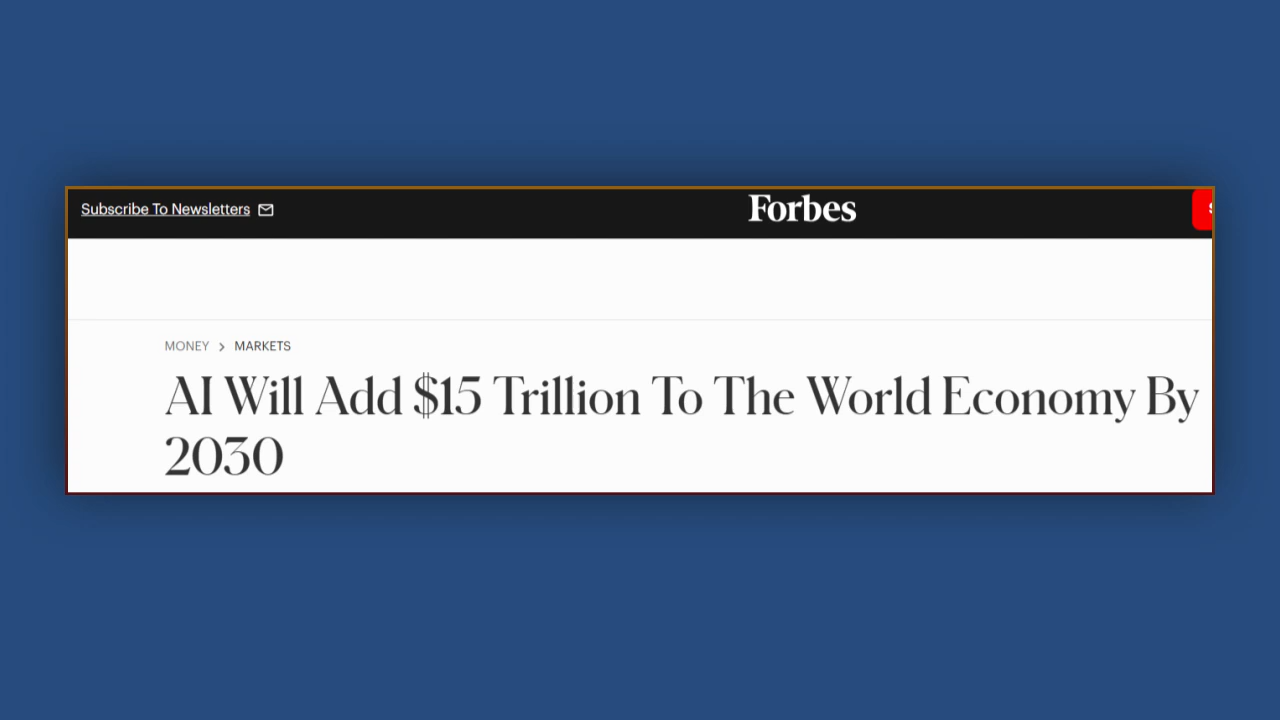 Subscribe To Newsletters
Forbes
MONEY > MARKETS
AI Will Add $15 Trillion To The World Economy By
2030